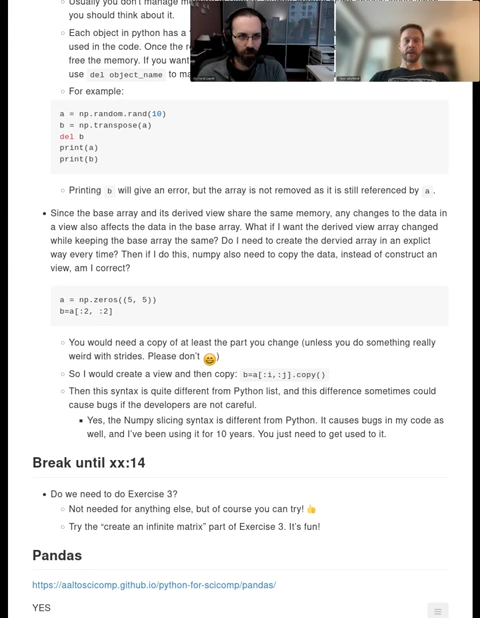 Usually you don't manage m
you should think about it.
Each object in python has a
used in the code. Once the r
free the memory. If you want
use del object_name to ma
For example:
a = np.random.rand(10)
b = np.transpose(a)
del b
print(a)
print(b)
Printing b will give an error, but the array is not removed as it is still referenced by a.
Since the base array and its derived view share the same memory, any changes to the data in
a view also affects the data in the base array. What if I want the derived view array changed
while keeping the base array the same? Do I need to create the dervied array in an explict
way every time? Then if I do this, numpy also need to copy the data, instead of construct an
view, am I correct?
a = np.zeros((5, 5))
b=a[:2, :2]
You would need a copy of at least the part you change (unless you do something really
weird with strides. Please don't 😄)
So I would create a view and then copy: b=a[:i,:j].copy()
Then this syntax is quite different from Python list, and this difference sometimes could
cause bugs if the developers are not careful.
Yes, the Numpy slicing syntax is different from Python. It causes bugs in my code as
well, and I've been using it for 10 years. You just need to get used to it.
Break until xx:14
Do we need to do Exercise 3?
Not needed for anything else, but of course you can try! 👍
Try the "create an infinite matrix" part of Exercise 3. It's fun!
Pandas
https://aaltoscicomp.github.io/python-for-scicomp/pandas/
YES